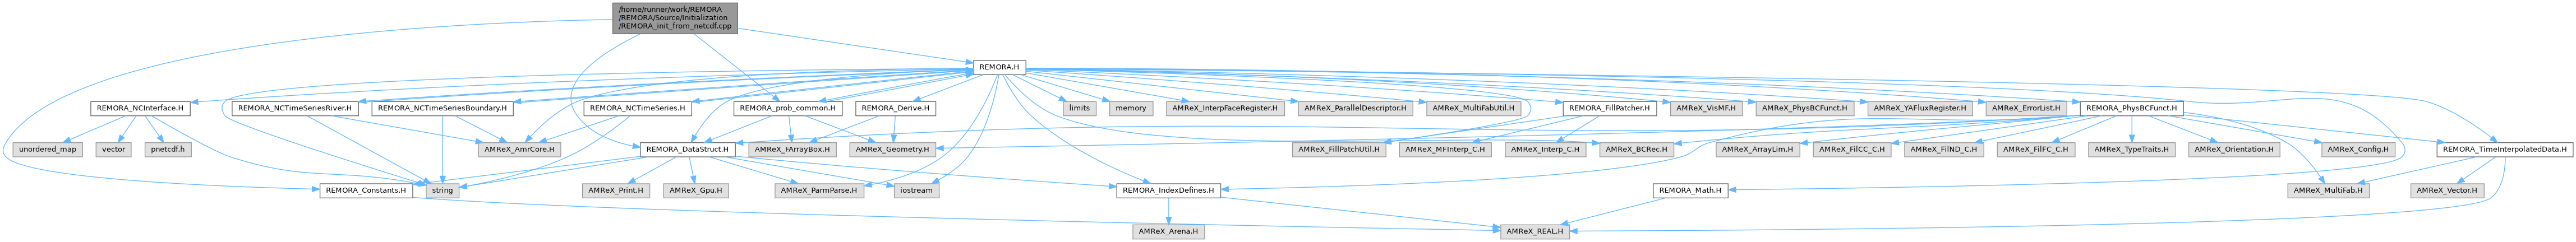 /home/runner/work/REMORA
/REMORA/Source/Initialization
/REMORA_init_from_netcdf.cpp
REMORA.H
REMORA_NCInterface.H
REMORA_NCTimeSeriesRiver.H
REMORA_NCTimeSeriesBoundary.H
REMORA_NCTimeSeries.H
REMORA_prob_common.H
REMORA_Derive.H
limits
memory
AMReX_InterpFaceRegister.H
AMReX_ParallelDescriptor.H
AMReX_MultiFabUtil.H
REMORA_FillPatcher.H
AMReX_VisMF.H
AMReX_PhysBCFunct.H
AMReX_YAFluxRegister.H
AMReX_ErrorList.H
REMORA_PhysBCFunct.H
unordered_map
vector
pnetcdf.h
AMReX_AmrCore.H
REMORA_DataStruct.H
AMReX_FArrayBox.H
AMReX_Geometry.H
AMReX_FillPatchUtil.H
AMReX_MFInterp_C.H
AMReX_Interp_C.H
AMReX_BCRec.H
AMReX_ArrayLim.H
AMReX_FilCC_C.H
AMReX_FilND_C.H
AMReX_FilFC_C.H
AMReX_TypeTraits.H
AMReX_Orientation.H
AMReX_Config.H
REMORA_TimeInterpolatedData.H
REMORA_Constants.H
string
AMReX_Print.H
AMReX_Gpu.H
AMReX_ParmParse.H
iostream
REMORA_IndexDefines.H
REMORA_Math.H
AMReX_MultiFab.H
AMReX_Vector.H
AMReX_Arena.H
AMReX_REAL.H